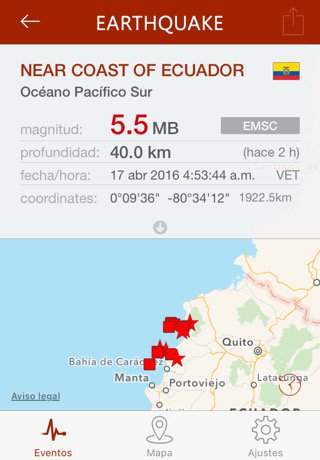 EARTHQUAKE
NEAR COAST OF ECUADOR
Océano Pacífico Sur
magnitud: 5.5 MB EMSC
profundidad: 40.0 km (hace 2 h)
fecha/hora: 17 abr 2016 4:53:44 a.m. VET
coordinates: 0°09'36" -80°34'12" 1922.5km
Quito
Bahía de Caráquez
Manta
Portoviejo
Latacunga
Aviso legal
ECUADOR
Eventos Mapa Ajustes